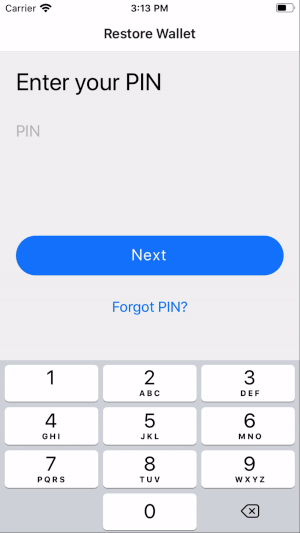 Carrier 3:13 PM
Restore Wallet
Enter your PIN
PIN
Next
Forgot PIN?
1 2 3
ABC DEF
4 5 6
GHI JKL MNO
7 8 9
PQRS TUV WXYZ
0